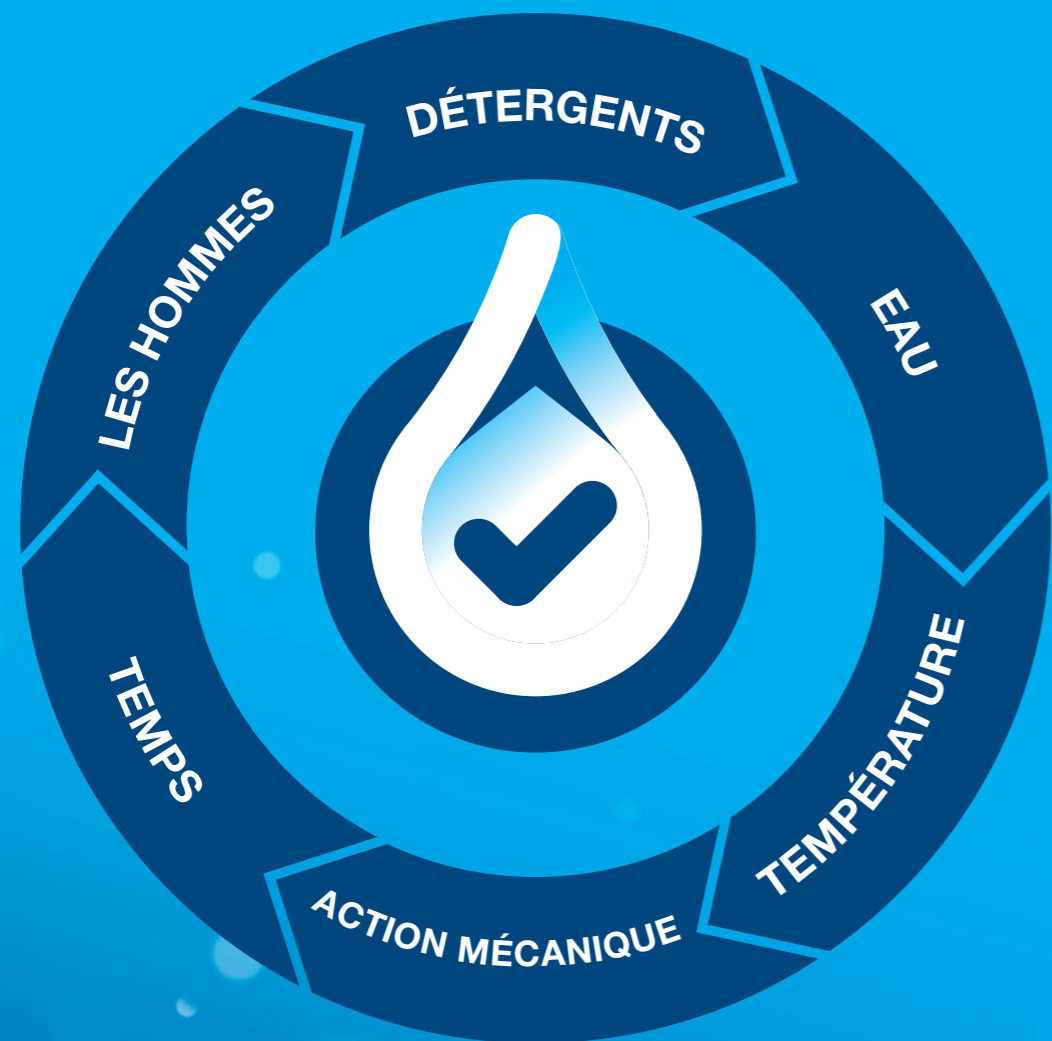 DÉTERGENTS
EAU
TEMPÉRATURE
ACTION MÉCANIQUE
TEMPS
LES HOMMES